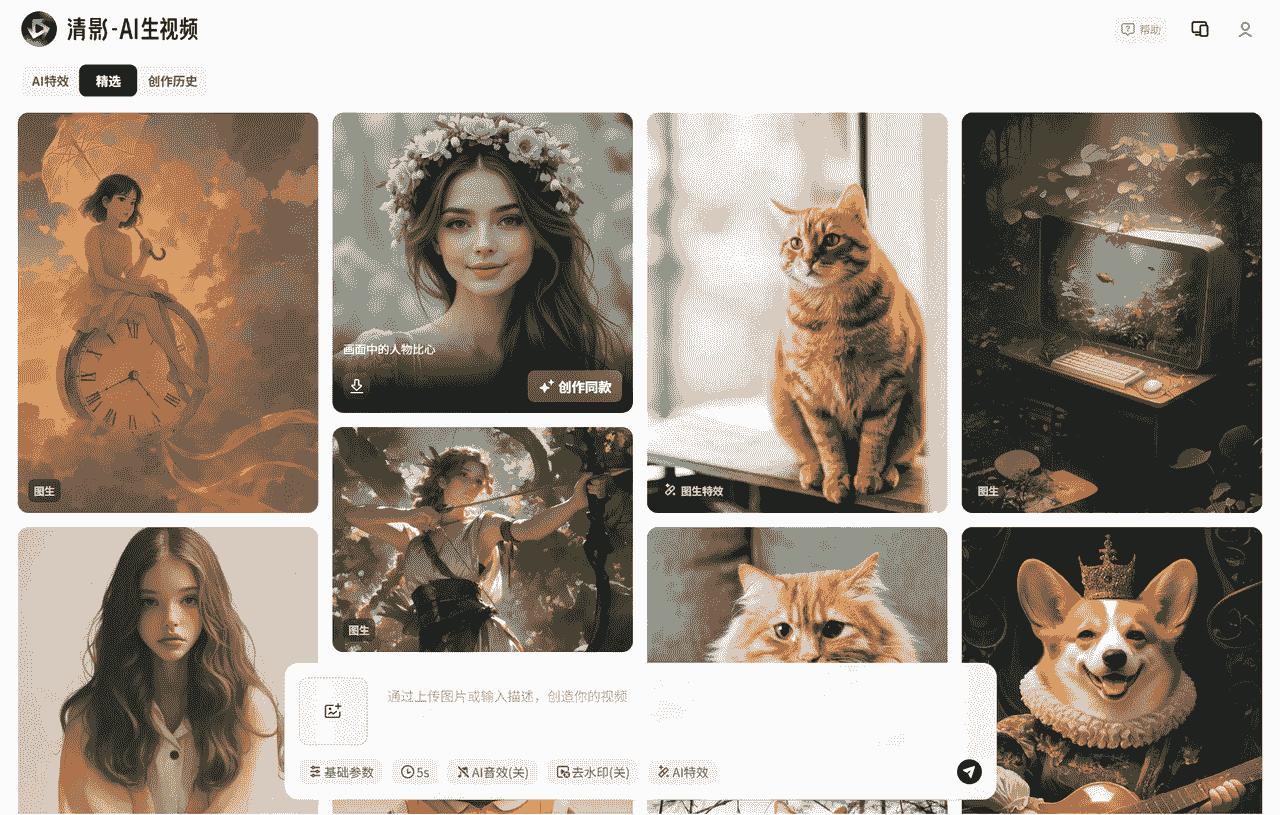 清影-AI生视频
帮助
AI特效
精选
创作历史
图生
画面中的人物比心
创作同款
图生
图生特效
图生
通过上传图片或输入描述，创造你的视频
基础参数
5s
AI音效(关)
去水印(关)
AI特效